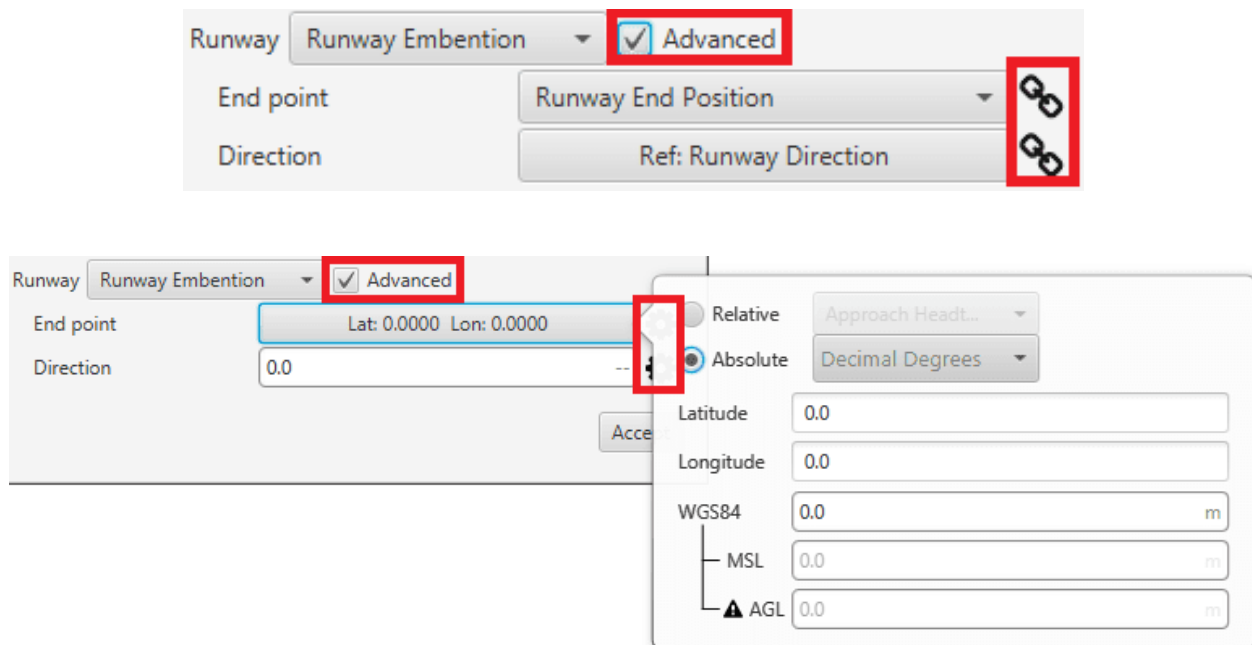 Runway Runway Embention Advanced
End point Runway End Position
Direction Ref: Runway Direction
Runway Runway Embention Advanced
End point Lat: 0.0000 Lon: 0.0000
Direction 0.0 --
Relative Approach Headt...
Absolute Decimal Degrees
Latitude 0.0
Longitude 0.0
WGS84 0.0 m
MSL 0.0 m
AGL 0.0 m